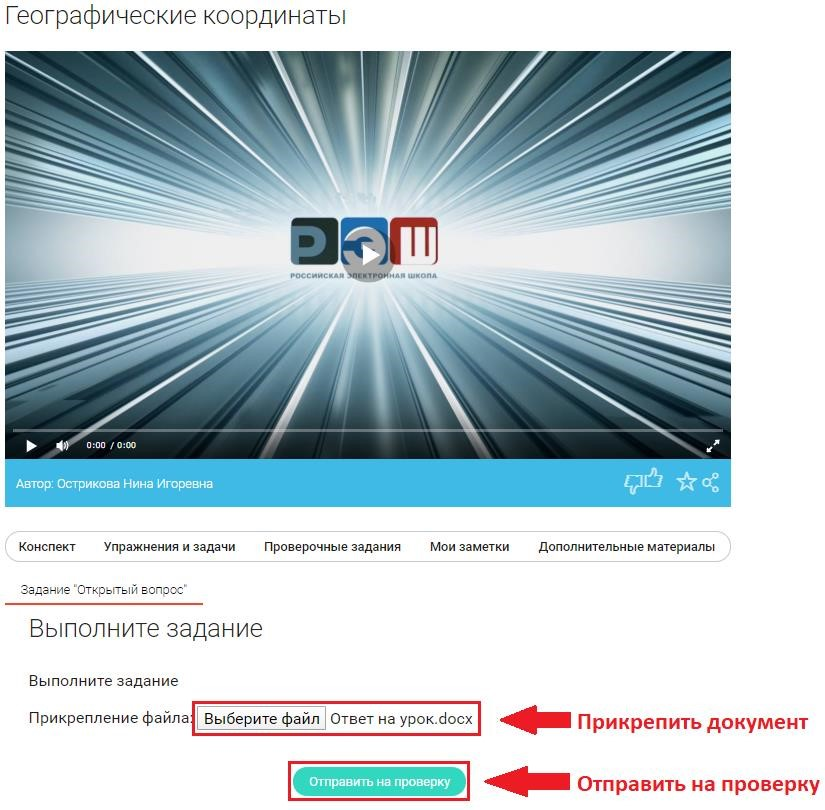 Географические координаты
РЭШ
РОССИЙСКАЯ ЭЛЕКТРОННАЯ ШКОЛА
0:00 / 0:00
Автор: Острикова Нина Игоревна
Конспект Упражнения и задачи Проверочные задания Мои заметки Дополнительные материалы
Задание "Открытый вопрос"
Выполните задание
Выполните задание
Прикрепление файла: Выберите файл Ответ на урок.docx Прикрепить документ
Отправить на проверку Отправить на проверку